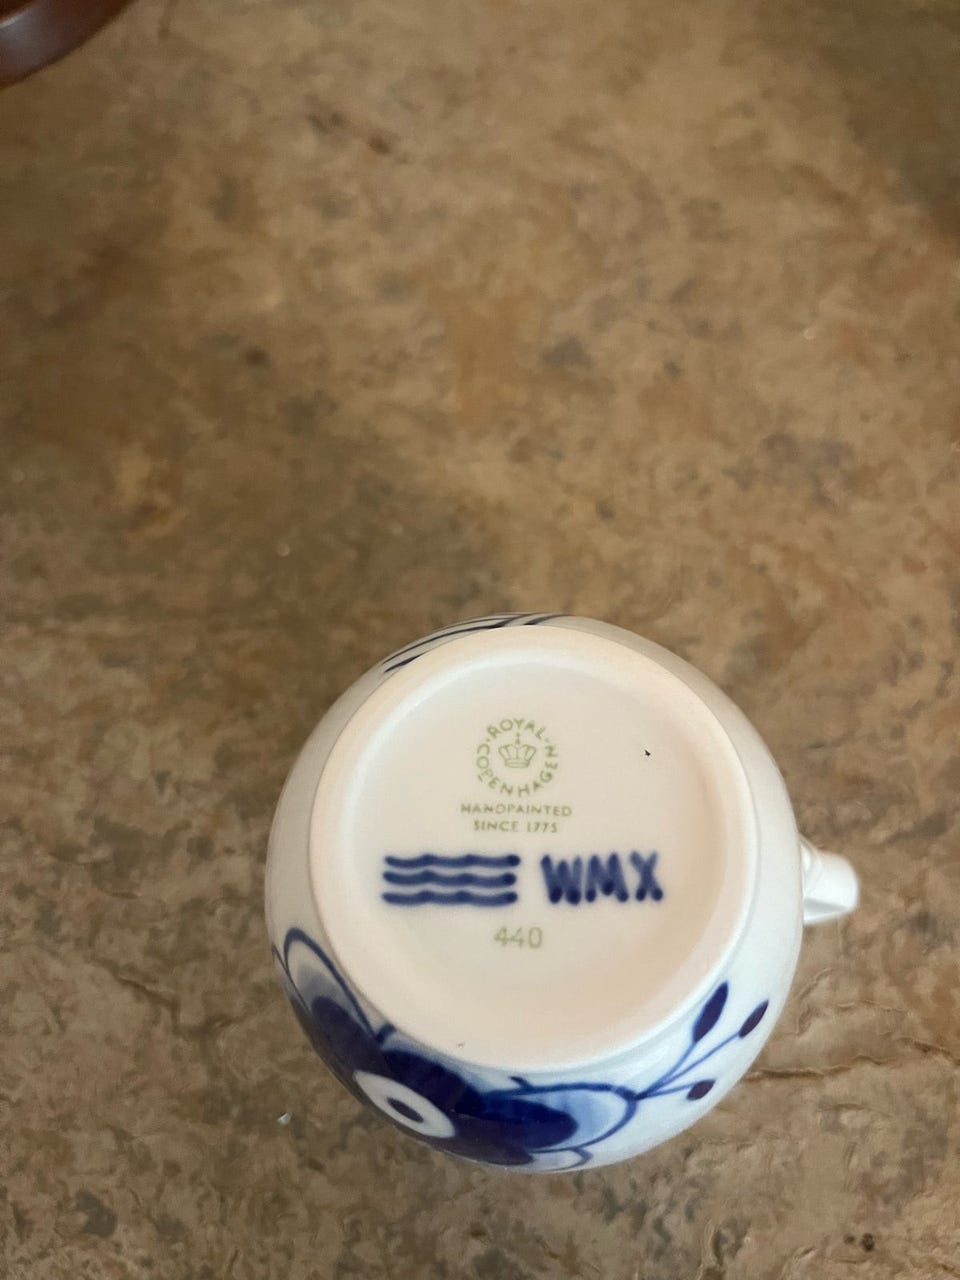 ROYAL
COPENHAGEN
HANDPAINTED
SINCE 1775
WMX
440